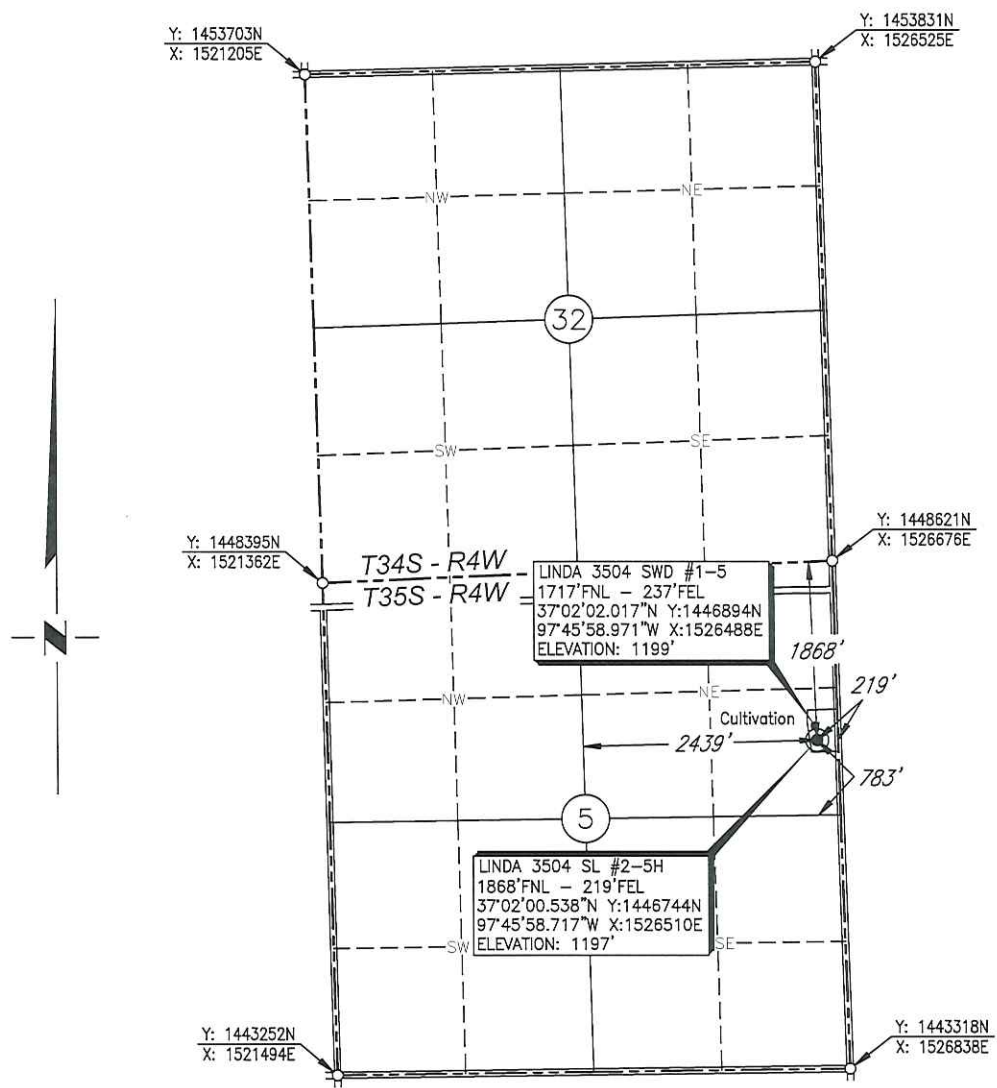 Y: 1453703N
X: 1521205E
Y: 1453831N
X: 1526525E
NW
NE
32
SW
SE
Y: 1448395N
X: 1521362E
Y: 1448621N
X: 1526676E
T34S - R4W
T35S - R4W
LINDA 3504 SWD #1-5
1717'FNL - 237'FEL
37°02'02.017"N Y:1446894N
97°45'58.971"W X:1526488E
ELEVATION: 1199'
1868'
219'
NW
NE
Cultivation
2439'
783'
5
LINDA 3504 SL #2-5H
1868'FNL - 219'FEL
37°02'00.538"N Y:1446744N
97°45'58.717"W X:1526510E
ELEVATION: 1197'
SW
SE
N
Y: 1443252N
X: 1521494E
Y: 1443318N
X: 1526838E